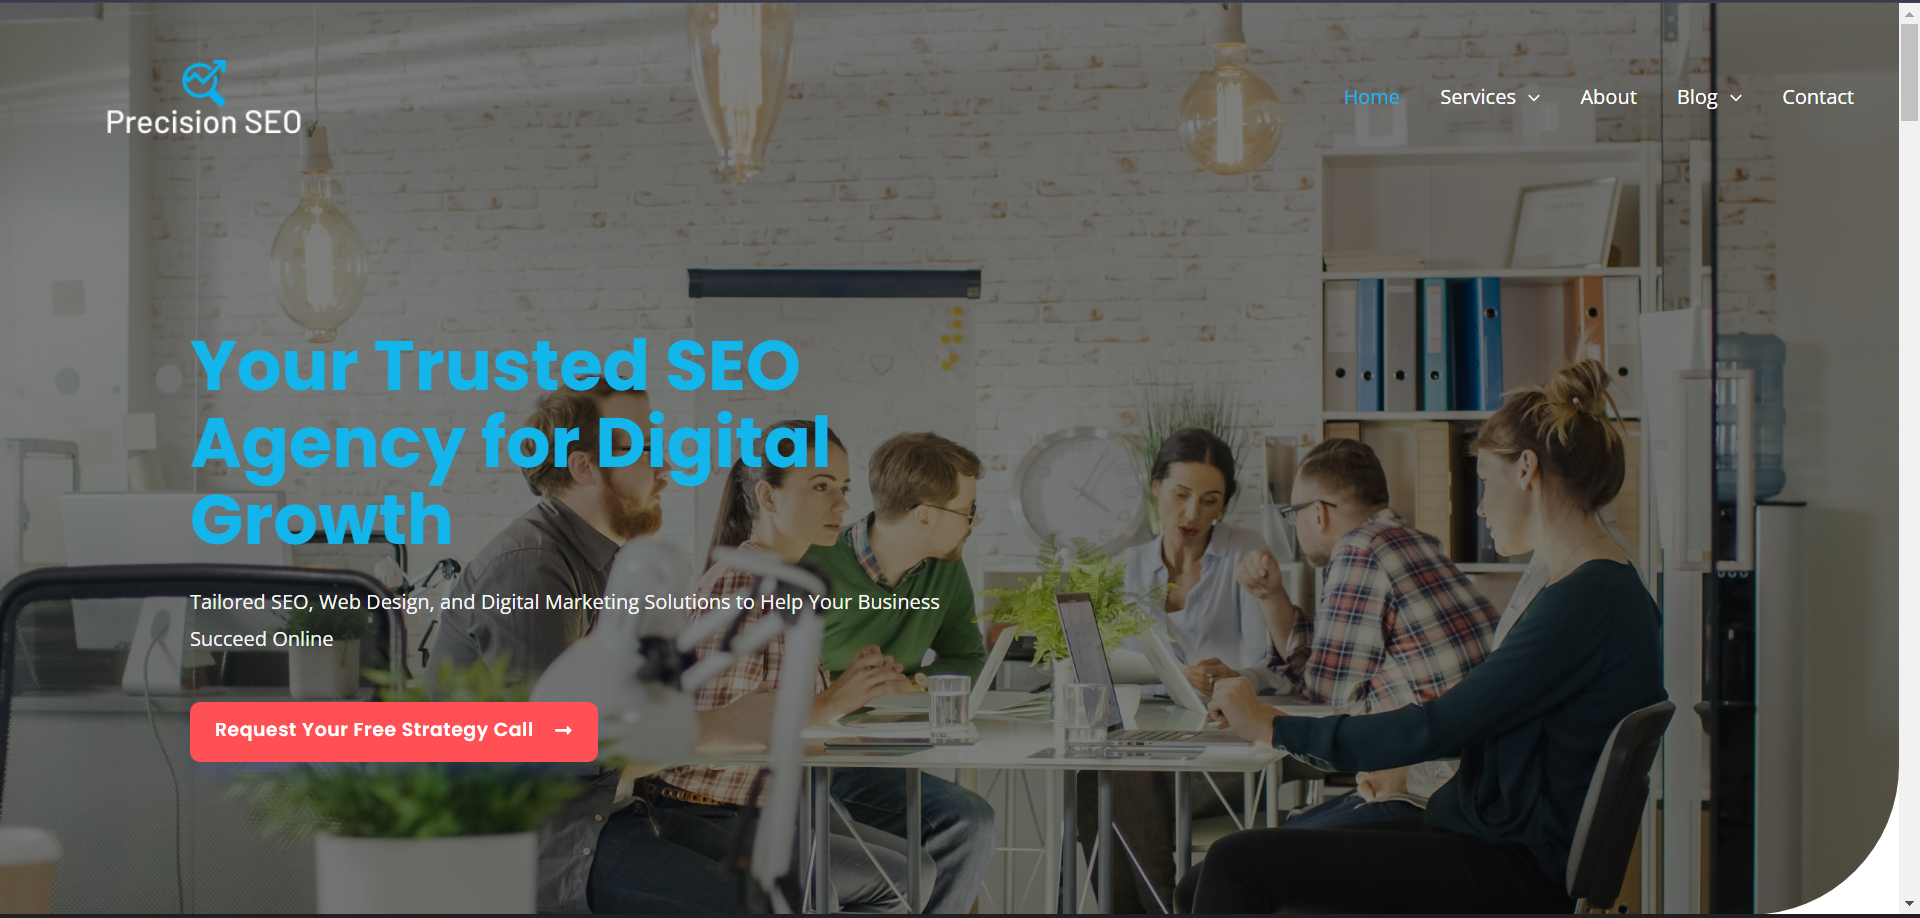 Precision SEO
Home Services About Blog Contact
Your Trusted SEO
Agency for Digital
Growth
Tailored SEO, Web Design, and Digital Marketing Solutions to Help Your Business
Succeed Online
Request Your Free Strategy Call